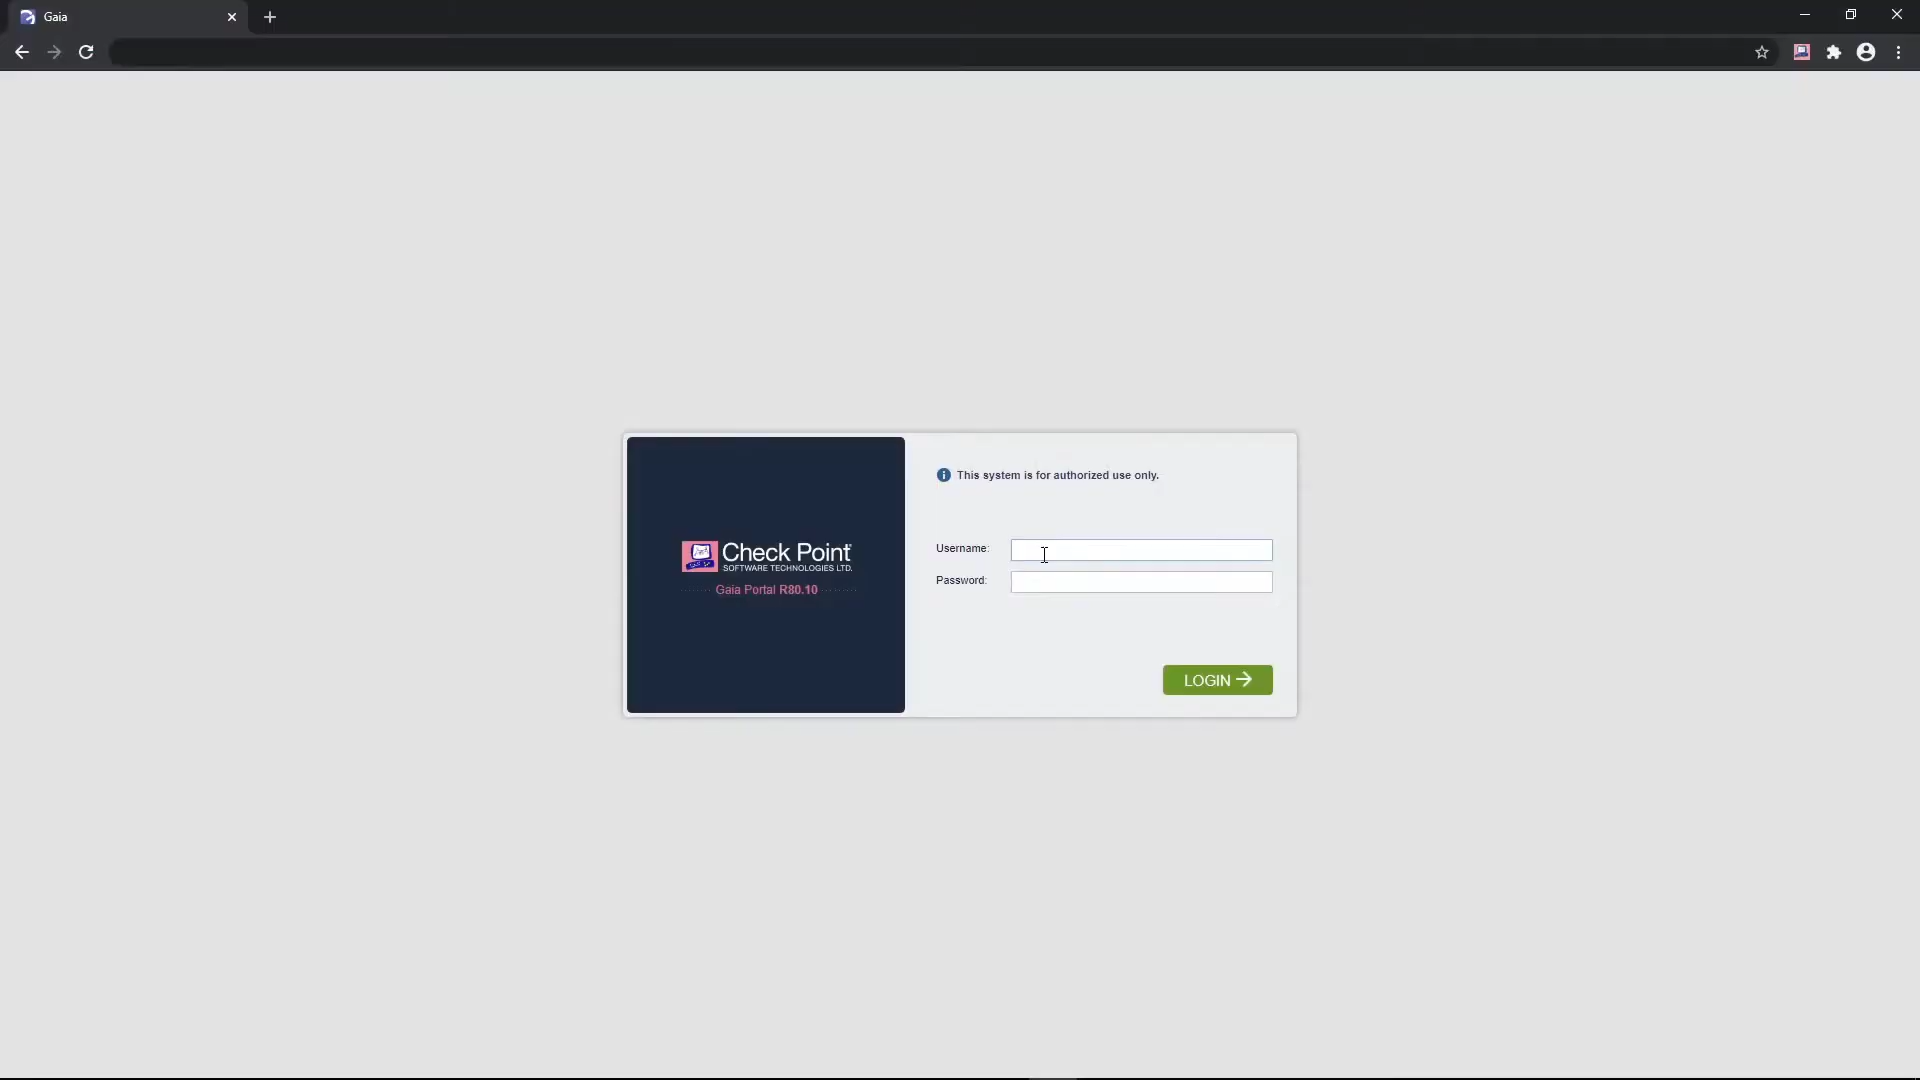 Gaia
This system is for authorized use only.
Check Point
SOFTWARE TECHNOLOGIES LTD.
Gaia Portal R80.10
Username:
Password:
LOGIN